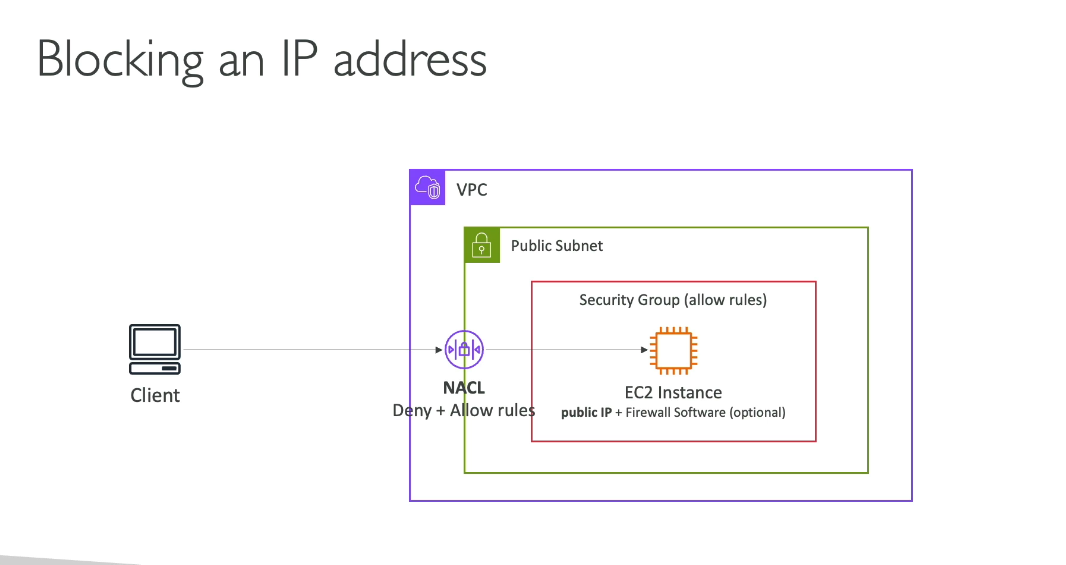 Blocking an IP address
VPC
Public Subnet
Security Group (allow rules)
Client
NACL
Deny + Allow rules
EC2 Instance
public IP + Firewall Software (optional)